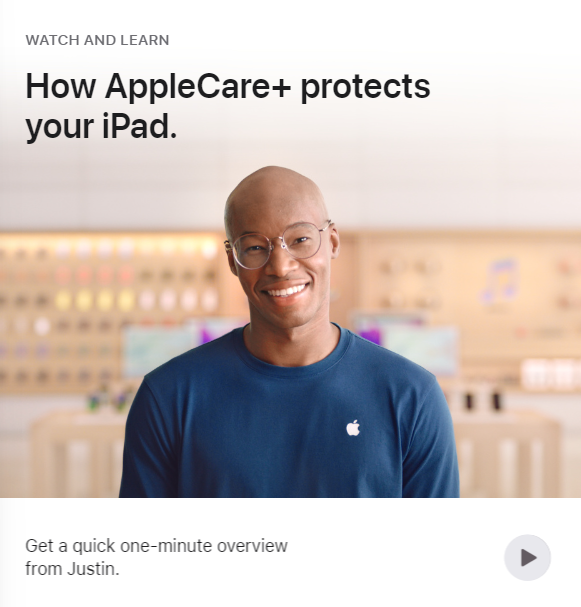 WATCH AND LEARN
How AppleCare+ protects
your iPad.
Get a quick one-minute overview
from Justin.